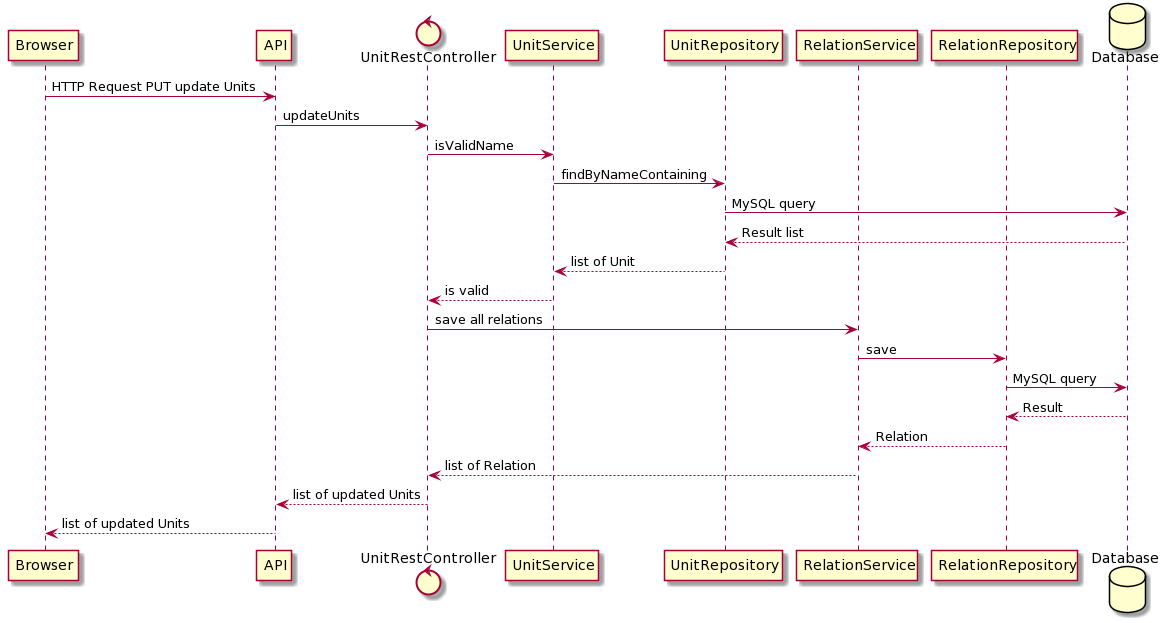 Browser
API
UnitRestController
UnitService
UnitRepository
RelationService
RelationRepository
Database
HTTP Request PUT update Units
updateUnits
isValidName
findByNameContaining
MySQL query
Result list
list of Unit
is valid
save all relations
save
MySQL query
Result
Relation
list of Relation
list of updated Units
list of updated Units
Browser
API
UnitRestController
UnitService
UnitRepository
RelationService
RelationRepository
Database